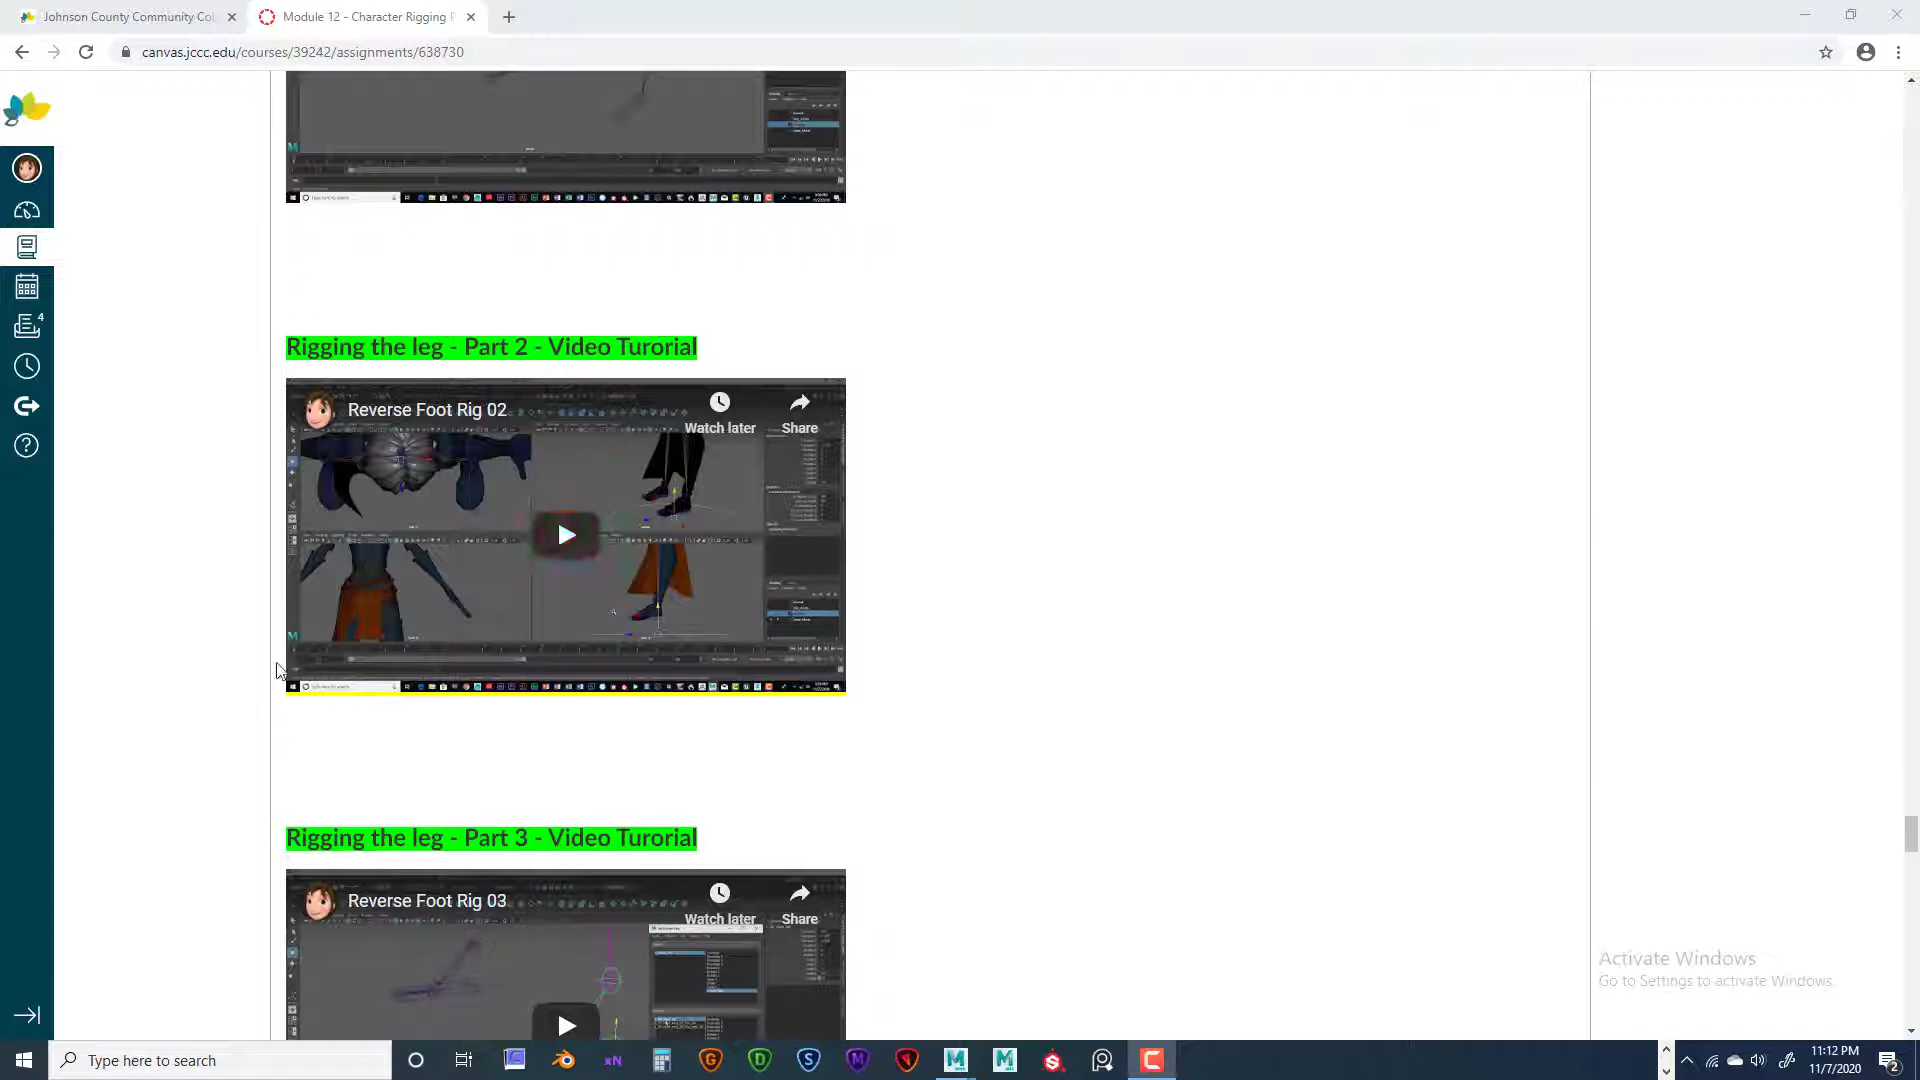 Johnson County Community Col
Module 12 - Character Rigging P
canvas.jccc.edu/courses/39242/assignments/638730
4
Rigging the leg - Part 2 - Video Turorial
Reverse Foot Rig 02
Watch later
Share
Rigging the leg - Part 3 - Video Turorial
Reverse Foot Rig 03
Watch later
Share
Activate Windows
Go to Settings to activate Windows.
Type here to search
11:12 PM
11/7/2020
2